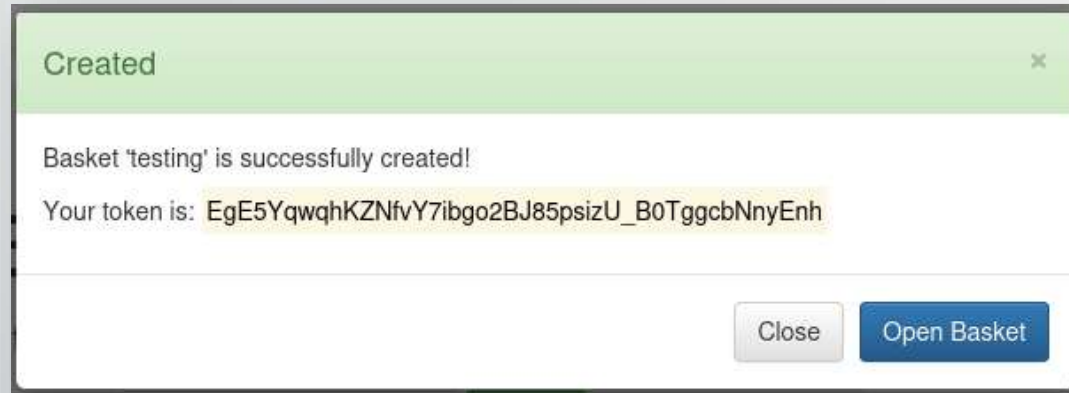 Created
×
Basket 'testing' is successfully created!
Your token is: EgE5YqwqhKZNfvY7ibgo2BJ85psizU_B0TggcbNnyEnh
Close
Open Basket